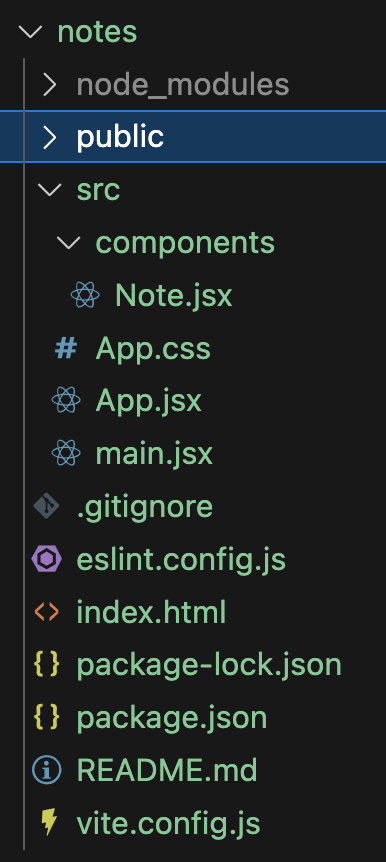 notes
node_modules
public
src
components
Note.jsx
App.css
App.jsx
main.jsx
.gitignore
eslint.config.js
index.html
package-lock.json
package.json
README.md
vite.config.js